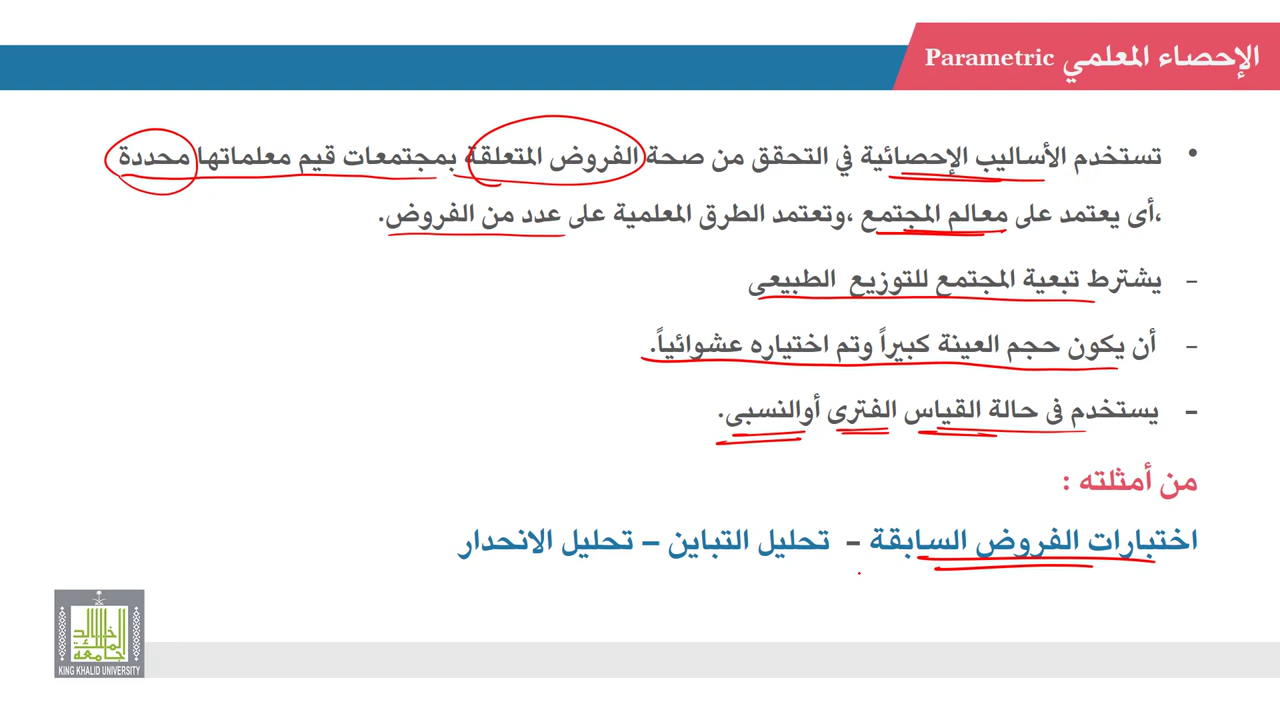 الإحصاء المعلمي Parametric
• تستخدم الأساليب الإحصائية في التحقق من صحة الفروض المتعلقة بمجتمعات قيم معلماتها محددة
،أى يعتمد على معالم المجتمع ،وتعتمد الطرق المعلمية على عدد من الفروض.
- يشترط تبعية المجتمع للتوزيع الطبيعى
- أن يكون حجم العينة كبيراً وتم اختياره عشوائياً.
- يستخدم فى حالة القياس الفترى أوالنسبى.
من أمثلته :
اختبارات الفروض السابقة - تحليل التباين – تحليل الانحدار
جامعة الملك خالد
KING KHALID UNIVERSITY